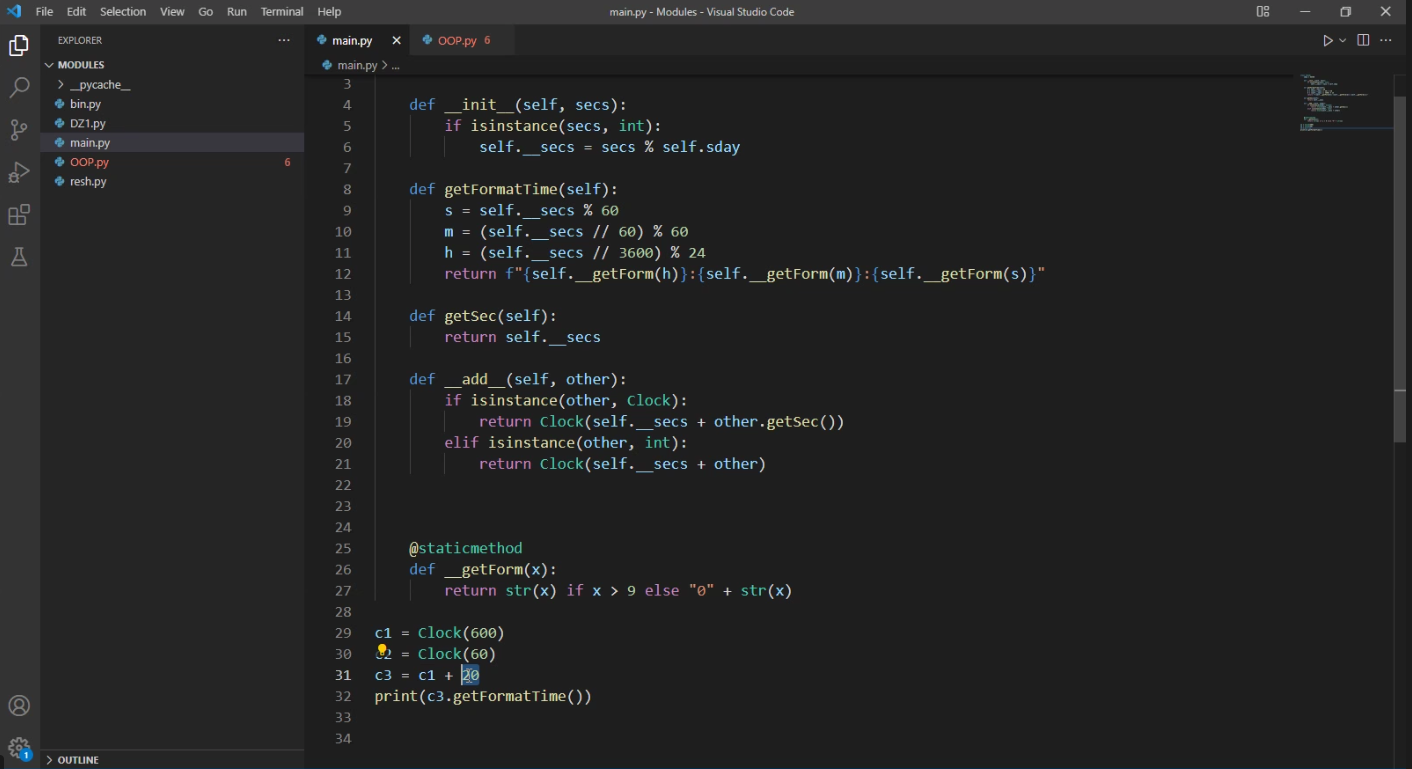 File Edit Selection View Go Run Terminal Help main.py - Modules - Visual Studio Code
EXPLORER
MODULES
__pycache__
bin.py
DZ1.py
main.py
OOP.py 6
resh.py
OUTLINE
1
main.py OOP.py 6
main.py > ...
3
4 def __init__(self, secs):
5 if isinstance(secs, int):
6 self.__secs = secs % self.sday
7
8 def getFormatTime(self):
9 s = self.__secs % 60
10 m = (self.__secs // 60) % 60
11 h = (self.__secs // 3600) % 24
12 return f"{self.__getForm(h)}:{self.__getForm(m)}:{self.__getForm(s)}"
13
14 def getSec(self):
15 return self.__secs
16
17 def __add__(self, other):
18 if isinstance(other, Clock):
19 return Clock(self.__secs + other.getSec())
20 elif isinstance(other, int):
21 return Clock(self.__secs + other)
22
23
24
25 @staticmethod
26 def __getForm(x):
27 return str(x) if x > 9 else "0" + str(x)
28
29 c1 = Clock(600)
30 c2 = Clock(60)
31 c3 = c1 + 20
32 print(c3.getFormatTime())
33
34